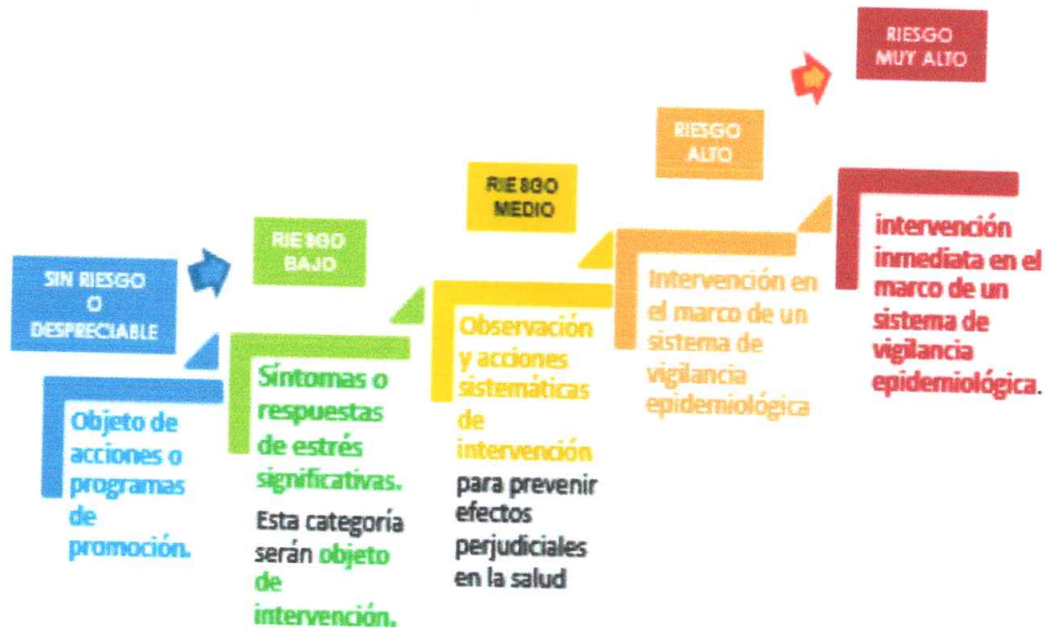 SIN RIESGO
O
DESPRECIABLE
Objeto de
acciones o
programas
de
promoción.
RIESGO
BAJO
Síntomas o
respuestas
de estrés
significativas.
Esta categoría
serán objeto
de
intervención.
RIESGO
MEDIO
Observación
y acciones
sistemáticas
de
intervención
para prevenir
efectos
perjudiciales
en la salud
RIESGO
ALTO
Intervención en
el marco de un
sistema de
vigilancia
epidemiológica
RIESGO
MUY ALTO
intervención
inmediata en el
marco de un
sistema de
vigilancia
epidemiológica.